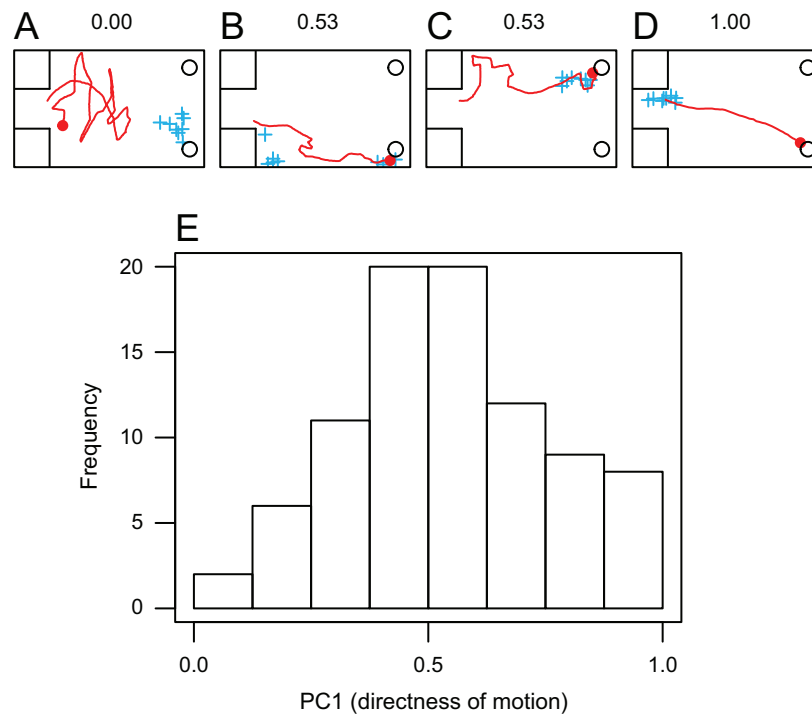 A 0.00
B 0.53
C 0.53
D 1.00
E
20
15
10
5
0
Frequency
0.0 0.5 1.0
PC1 (directness of motion)